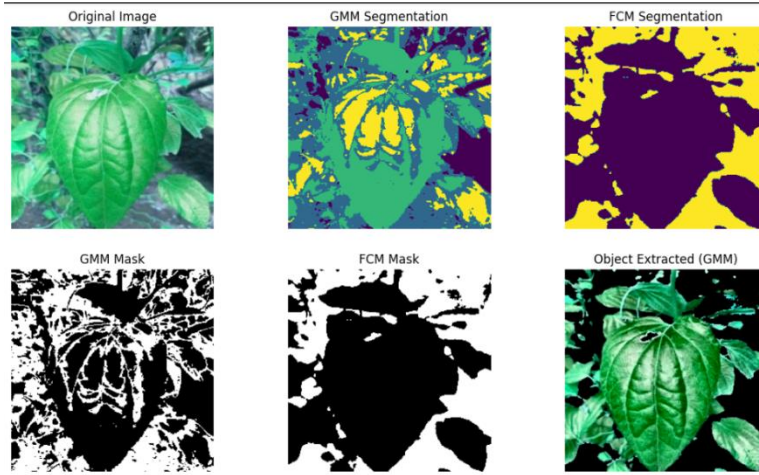 Original Image
GMM Segmentation
FCM Segmentation
GMM Mask
FCM Mask
Object Extracted (GMM)